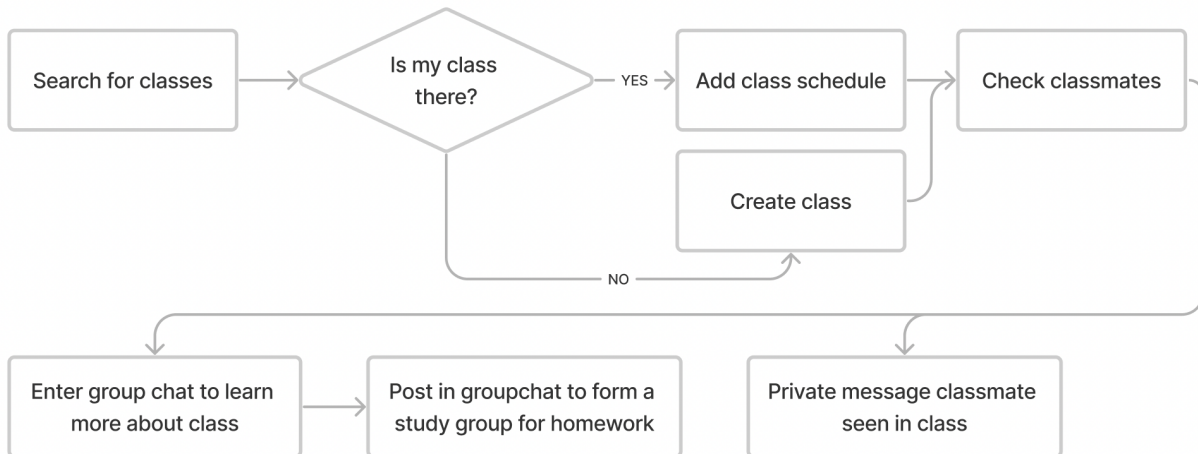 Search for classes
Is my class
there?
YES
Add class schedule
Check classmates
Create class
NO
Enter group chat to learn
more about class
Post in groupchat to form a
study group for homework
Private message classmate
seen in class